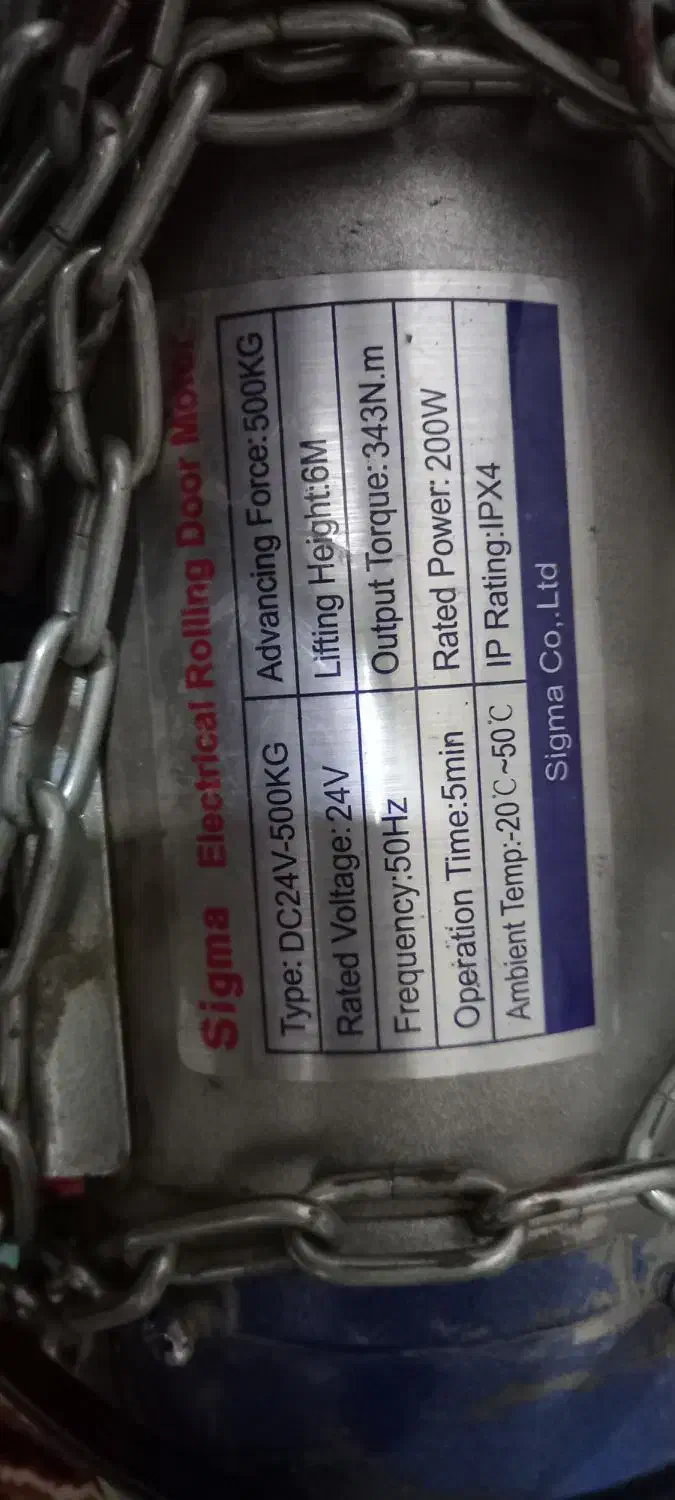 Sigma Electrical Rolling Door Motor
Type: DC24V-500KG Advancing Force:500KG
Rated Voltage:24V Lifting Height:6M
Frequency:50Hz Output Torque:343N.m
Operation Time:5min Rated Power: 200W
Ambient Temp:-20℃~50℃ IP Rating:IPX4
Sigma Co,.Ltd